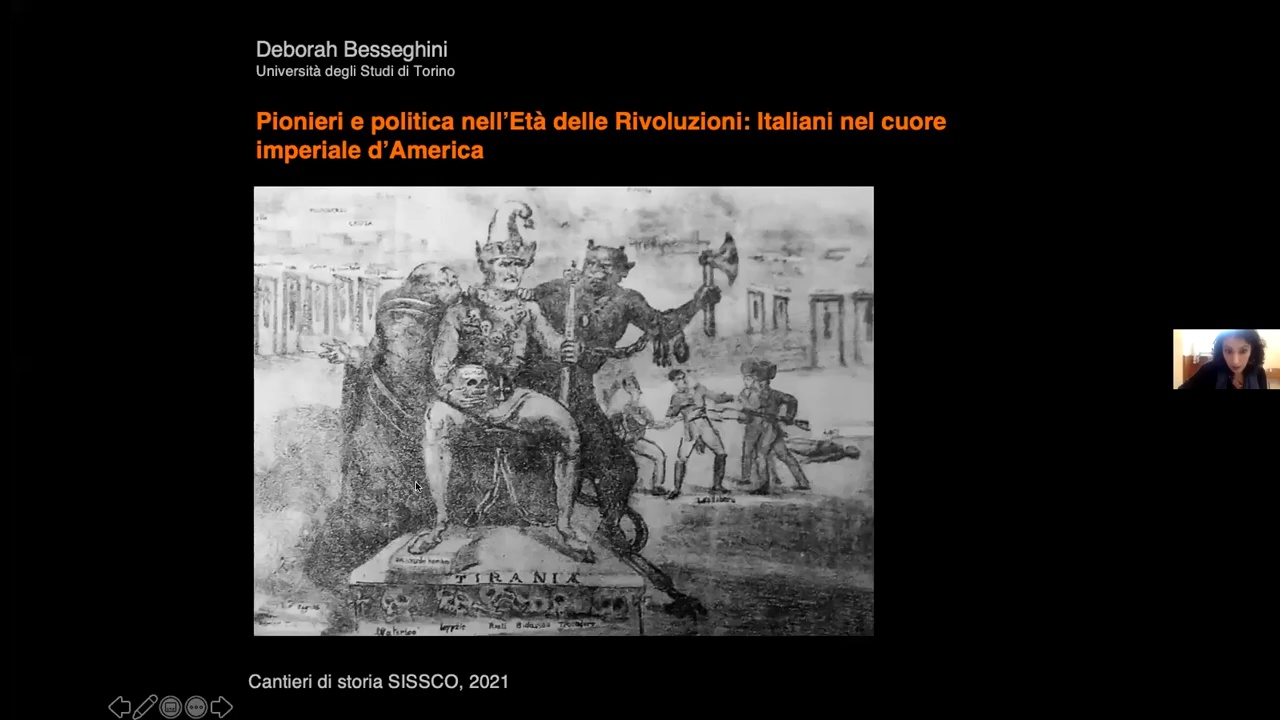 Deborah Besseghini
Università degli Studi di Torino
Pionieri e politica nell’Età delle Rivoluzioni: Italiani nel cuore
imperiale d’America
TIRANIA
Waterloo
Cantieri di storia SISSCO, 2021